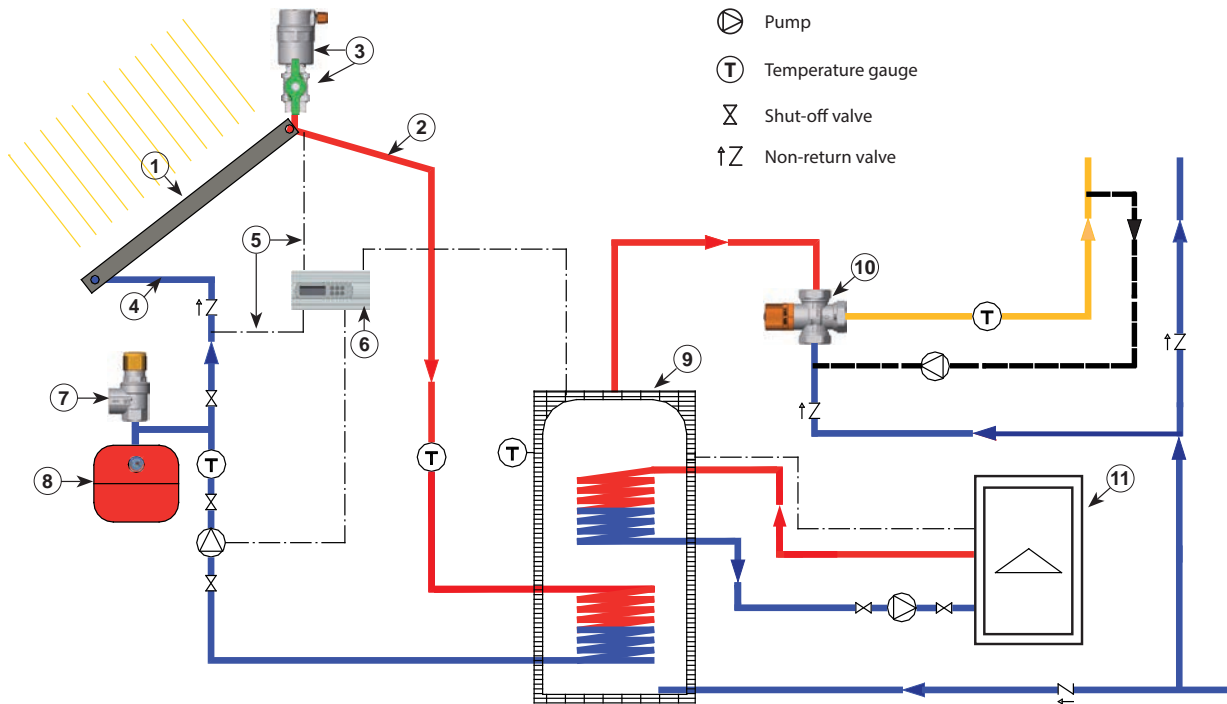 Pump
3
T Temperature gauge
Shut-off valve
2
Non-return valve
1
5
10
4
6
T
9
7
T
T
T
8
11